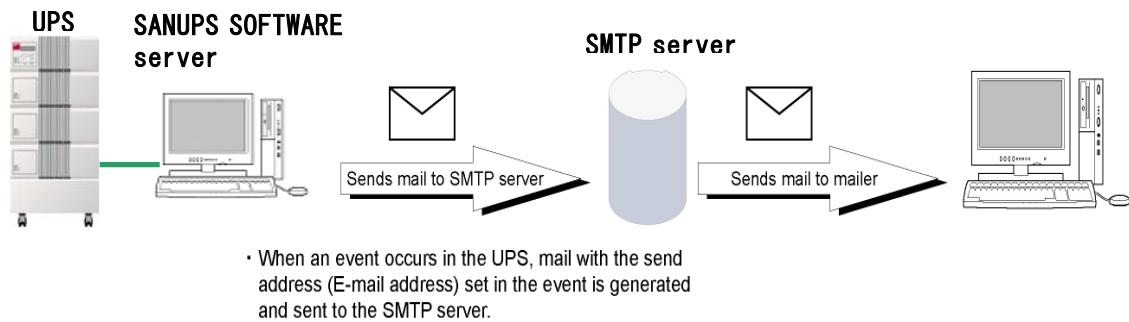 UPS
SANUPS SOFTWARE
server
SMTP server
Sends mail to SMTP server
Sends mail to mailer
・When an event occurs in the UPS, mail with the send
address (E-mail address) set in the event is generated
and sent to the SMTP server.